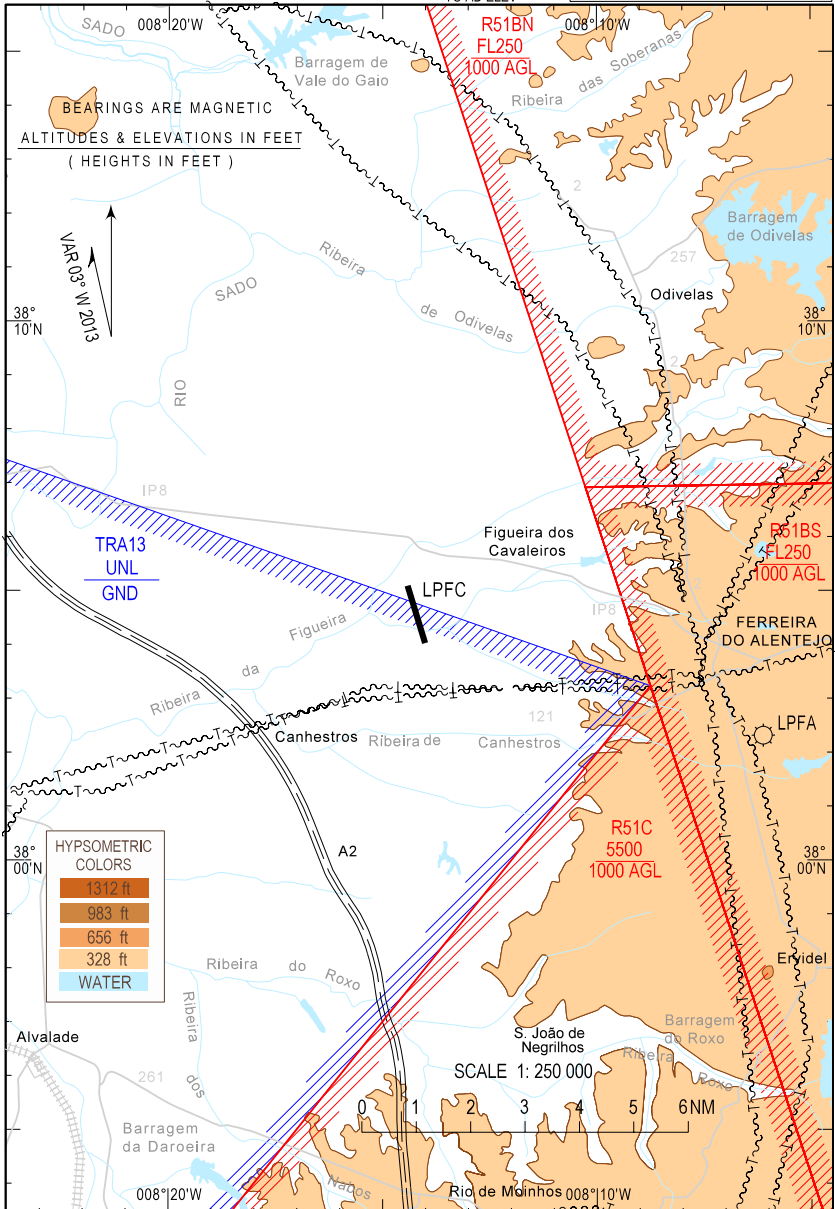 008°20'W
008°10'W
SADO
R51BN
FL250
1000 AGL
Barragem de
Vale do Gaio
Ribeira das Soberanas
BEARINGS ARE MAGNETIC
ALTITUDES & ELEVATIONS IN FEET
( HEIGHTS IN FEET )
2
Barragem
de Odivelas
VAR 03° W 2013
257
Ribeira
de Odivelas
SADO
RIO
Odivelas
38
10'N
38
10'N
2
IP8
TRA13
UNL
GND
Figueira dos
Cavaleiros
R51BS
FL250
1000 AGL
LPFC
2
IP8
FERREIRA
DO ALENTEJO
Ribeira da Figueira
121
LPFA
Canhestros
Ribeira de Canhestros
R51C
5500
1000 AGL
A2
38
00'N
38
00'N
HYPSOMETRIC
COLORS
1312 ft
983 ft
656 ft
328 ft
WATER
Ribeira do Roxo
Ervidel
Ribeira dos
Alvalade
S. João de
Negrilhos
Barragem
do Roxo
Ribeira Roxo
261
SCALE 1: 250 000
0 1 2 3 4 5 6NM
Barragem
da Daroeira
Nabos
008°20'W
Rio de Moinhos
008°10'W